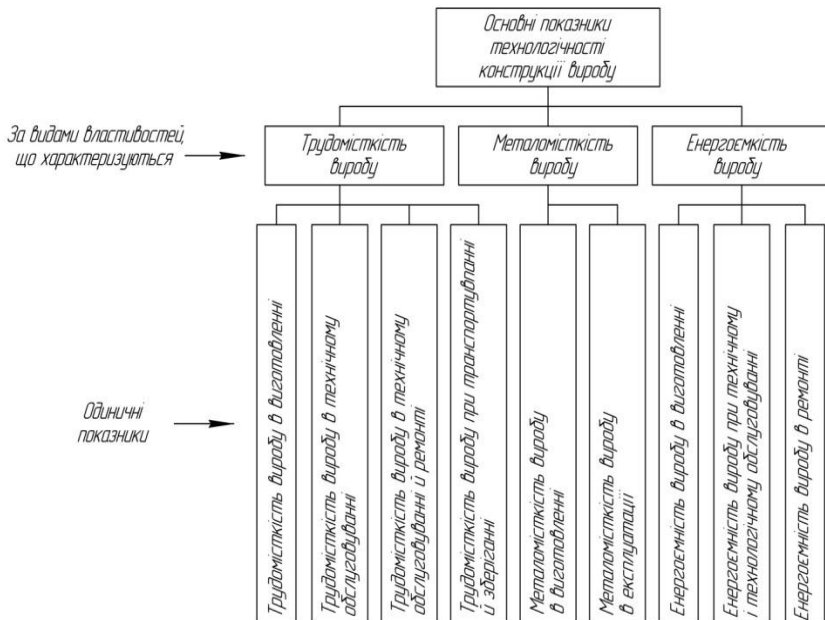 Основні показники
технологічності
конструкції виробу
За видами властивостей,
що характеризуються
Трудомісткість
виробу
Металомісткість
виробу
Енергоємкість
виробу
Одиничні
показники
Трудомісткість виробу в виготовленні
Трудомісткість виробу в технічному
обслуговуванні
Трудомісткість виробу в технічного
обслуговуванні й ремонті
Трудомісткість виробу при транспортувпанні
й зберіганні
Металомісткість виробу
в виготовленні
Металомісткість виробу
в експлуатації
Енергоємність виробу в виготовленні
Енергоємність виробу при технічному
і технологічному обслуговуванні
Енергоємність виробу в ремонті